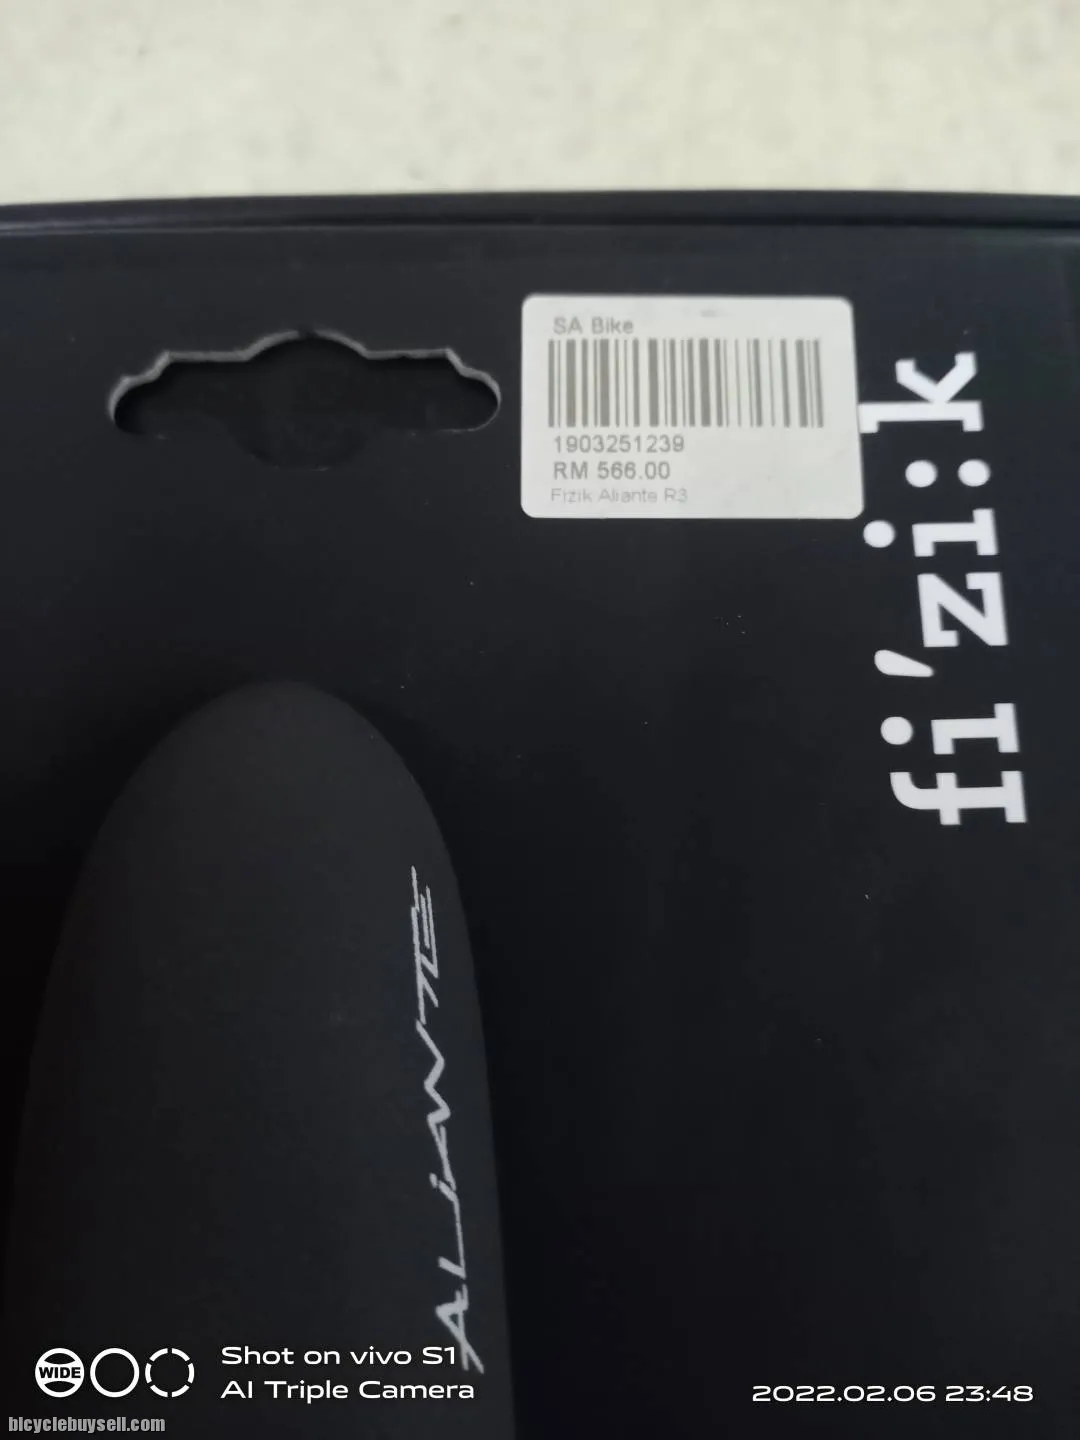 SA Bike
1903251239
RM 566.00
Fizik Aliante R3
fi'zi:k
ALIANTE
WIDE
Shot on vivo S1
AI Triple Camera
2022.02.06 23:48
bicyclebuysell.com